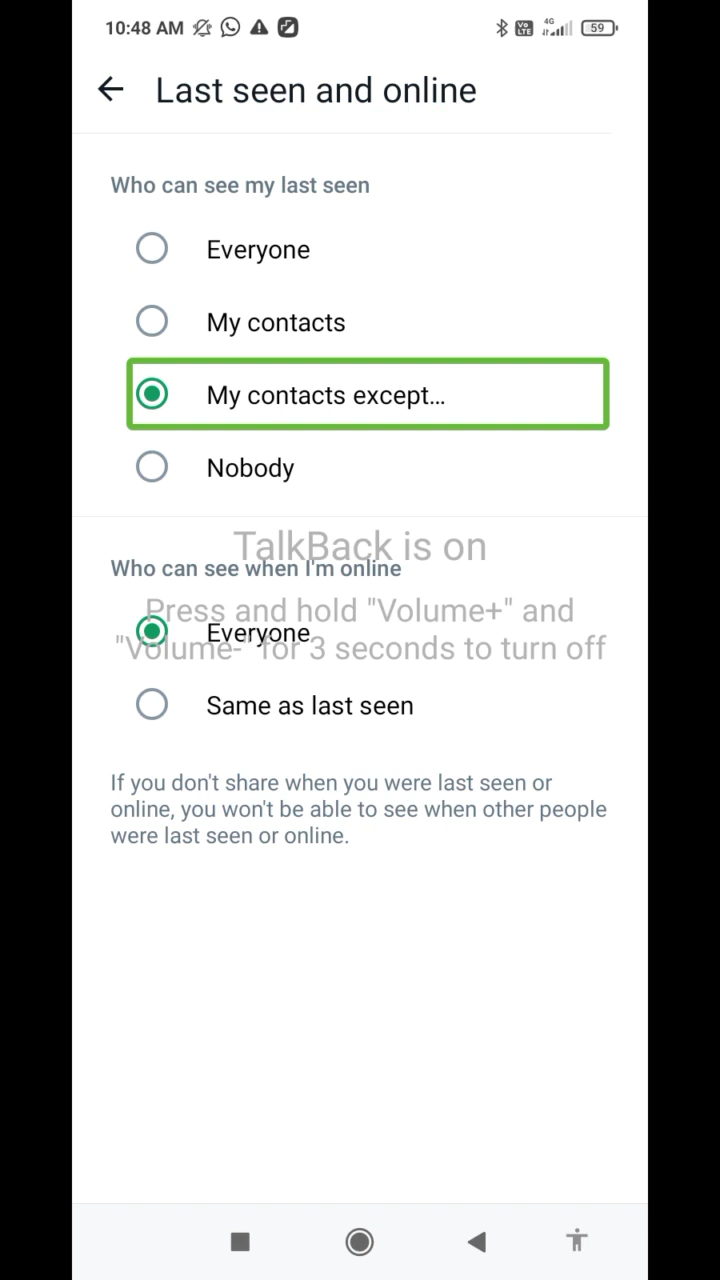 10:48 AM
Vo LTE 4G 59
Last seen and online
Who can see my last seen
Everyone
My contacts
My contacts except...
Nobody
TalkBack is on
Who can see when I'm online
Press and hold "Volume+" and
Everyone
"Volume-" for 3 seconds to turn off
Same as last seen
If you don't share when you were last seen or
online, you won't be able to see when other people
were last seen or online.